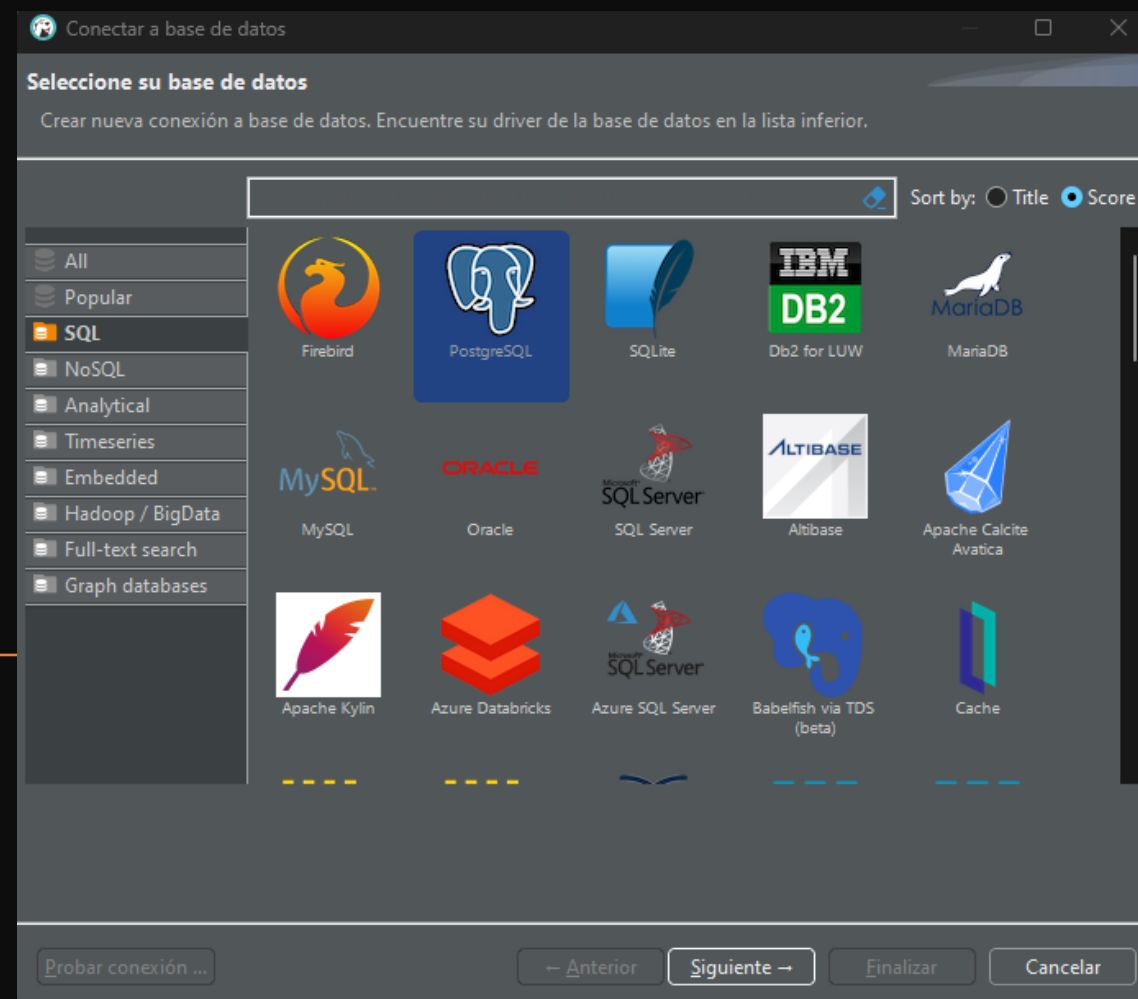 Conectar a base de datos
Seleccione su base de datos
Crear nueva conexión a base de datos. Encuentre su driver de la base de datos en la lista inferior.
Sort by: Title Score
All
Popular
SQL
NoSQL
Analytical
Timeseries
Embedded
Hadoop / BigData
Full-text search
Graph databases
IBM
DB2
MariaDB
Firebird PostgreSQL SQLite Db2 for LUW MariaDB
MySQL
ORACLE
Microsoft
SQL Server
ALTIBASE
MySQL Oracle SQL Server Altibase Apache Calcite
Avatica
Microsoft
SQL Server
Apache Kylin Azure Databricks Azure SQL Server Babelfish via TDS Cache
(beta)
Probar conexión ... ← Anterior Siguiente → Finalizar Cancelar